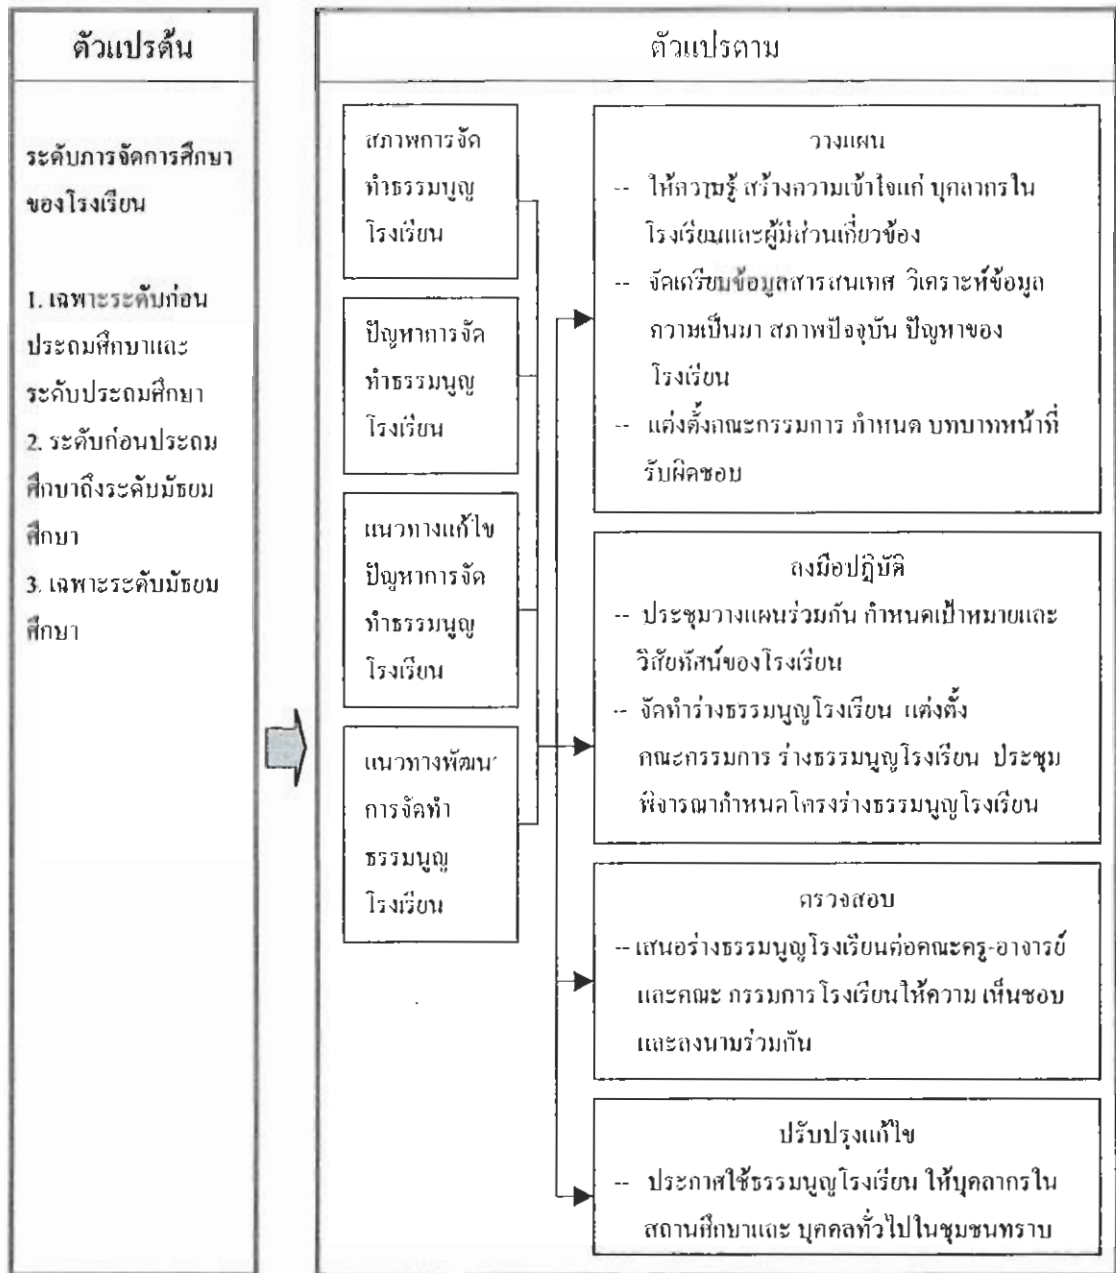 ตัวแปรต้น
ระดับการจัดการศึกษา
ของโรงเรียน
1. เฉพาะระดับก่อน
ประถมศึกษาและ
ระดับประถมศึกษา
2. ระดับก่อนประถม
ศึกษาถึงระดับมัธยม
ศึกษา
3. เฉพาะระดับมัธยม
ศึกษา
ตัวแปรตาม
สภาพการจัด
ทำธรรมนูญ
โรงเรียน
ปัญหาการจัด
ทำธรรมนูญ
โรงเรียน
แนวทางแก้ไข
ปัญหาการจัด
ทำธรรมนูญ
โรงเรียน
แนวทางพัฒนา
การจัดทำ
ธรรมนูญ
โรงเรียน
วางแผน
-- ให้ความรู้ สร้างความเข้าใจแก่ บุคลากรใน
โรงเรียนและผู้มีส่วนเกี่ยวข้อง
-- จัดเตรียมข้อมูลสารสนเทศ วิเคราะห์ข้อมูล
ความเป็นมา สภาพปัจจุบัน ปัญหาของ
โรงเรียน
-- แต่งตั้งคณะกรรมการ กำหนด บทบาทหน้าที่
รับผิดชอบ
ลงมือปฏิบัติ
-- ประชุมวางแผนร่วมกัน กำหนดเป้าหมายและ
วิสัยทัศน์ของโรงเรียน
-- จัดทำร่างธรรมนูญโรงเรียน แต่งตั้ง
คณะกรรมการ ร่างธรรมนูญโรงเรียน ประชุม
พิจารณากำหนดโครงร่างธรรมนูญโรงเรียน
ตรวจสอบ
-- เสนอร่างธรรมนูญโรงเรียนต่อคณะครู-อาจารย์
และคณะ กรรมการโรงเรียนให้ความ เห็นชอบ
และลงนามร่วมกัน
ปรับปรุงแก้ไข
-- ประกาศใช้ธรรมนูญโรงเรียน ให้บุคลากรใน
สถานศึกษาและ บุคคลทั่วไปในชุมชนทราบ